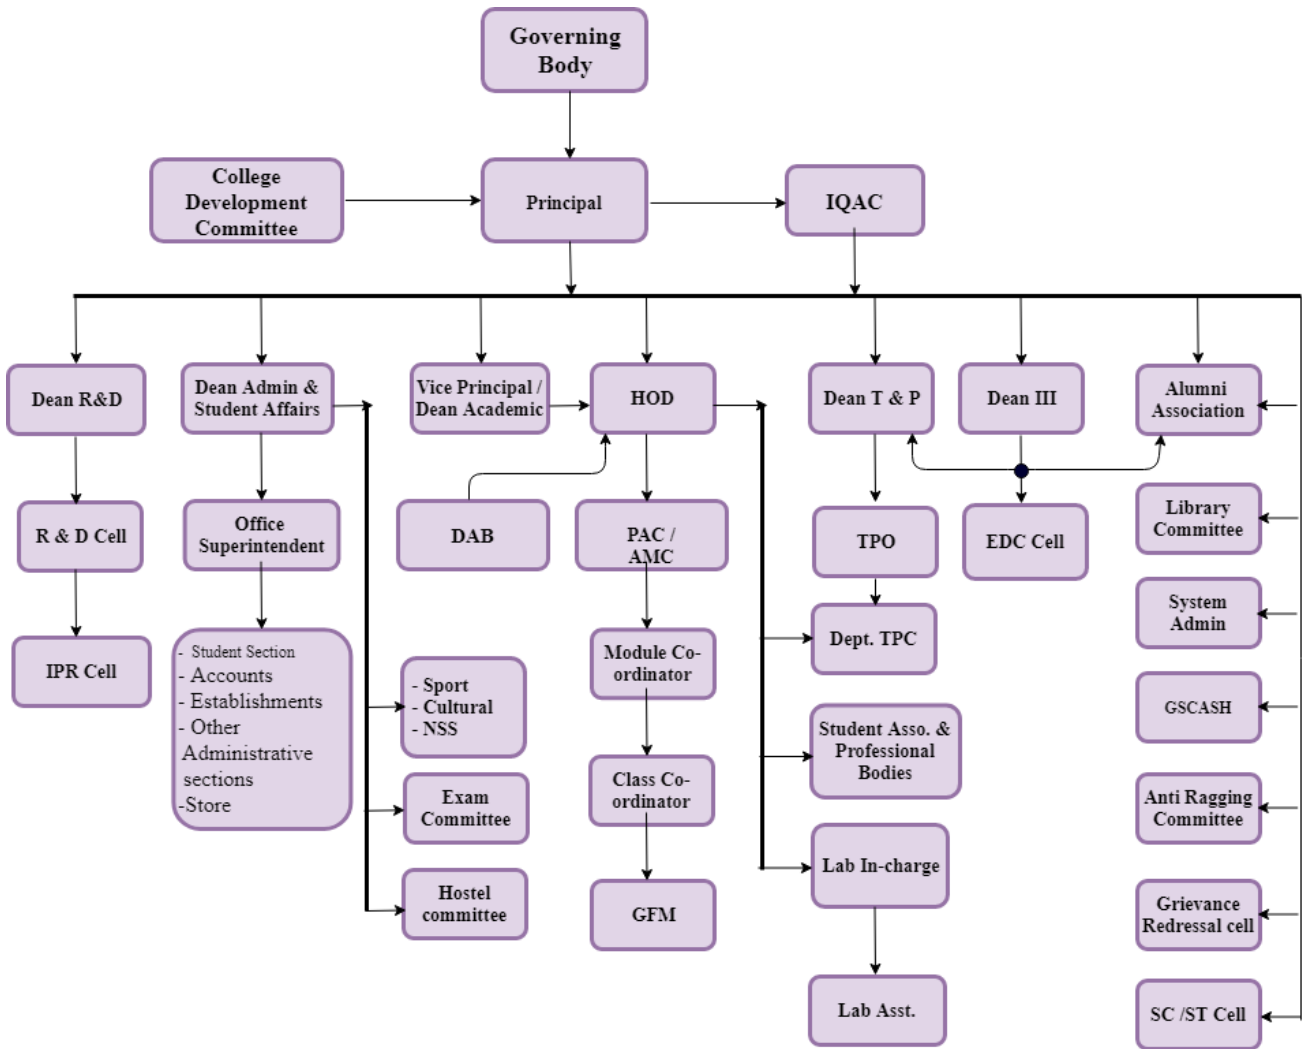 Governing
Body
College
Development
Committee
Principal
IQAC
Dean R&D
Dean Admin &
Student Affairs
Vice Principal /
Dean Academic
HOD
Dean T & P
Dean III
Alumni
Association
R & D Cell
Office
Superintendent
DAB
PAC /
AMC
TPO
EDC Cell
Library
Committee
IPR Cell
- Student Section
- Accounts
- Establishments
- Other
Administrative
sections
-Store
- Sport
- Cultural
- NSS
Module Co-
ordinator
Dept. TPC
System
Admin
Exam
Committee
Class Co-
ordinator
Student Asso. &
Professional
Bodies
GSCASH
Hostel
committee
GFM
Lab In-charge
Anti Ragging
Committee
Lab Asst.
Grievance
Redressal cell
SC /ST Cell